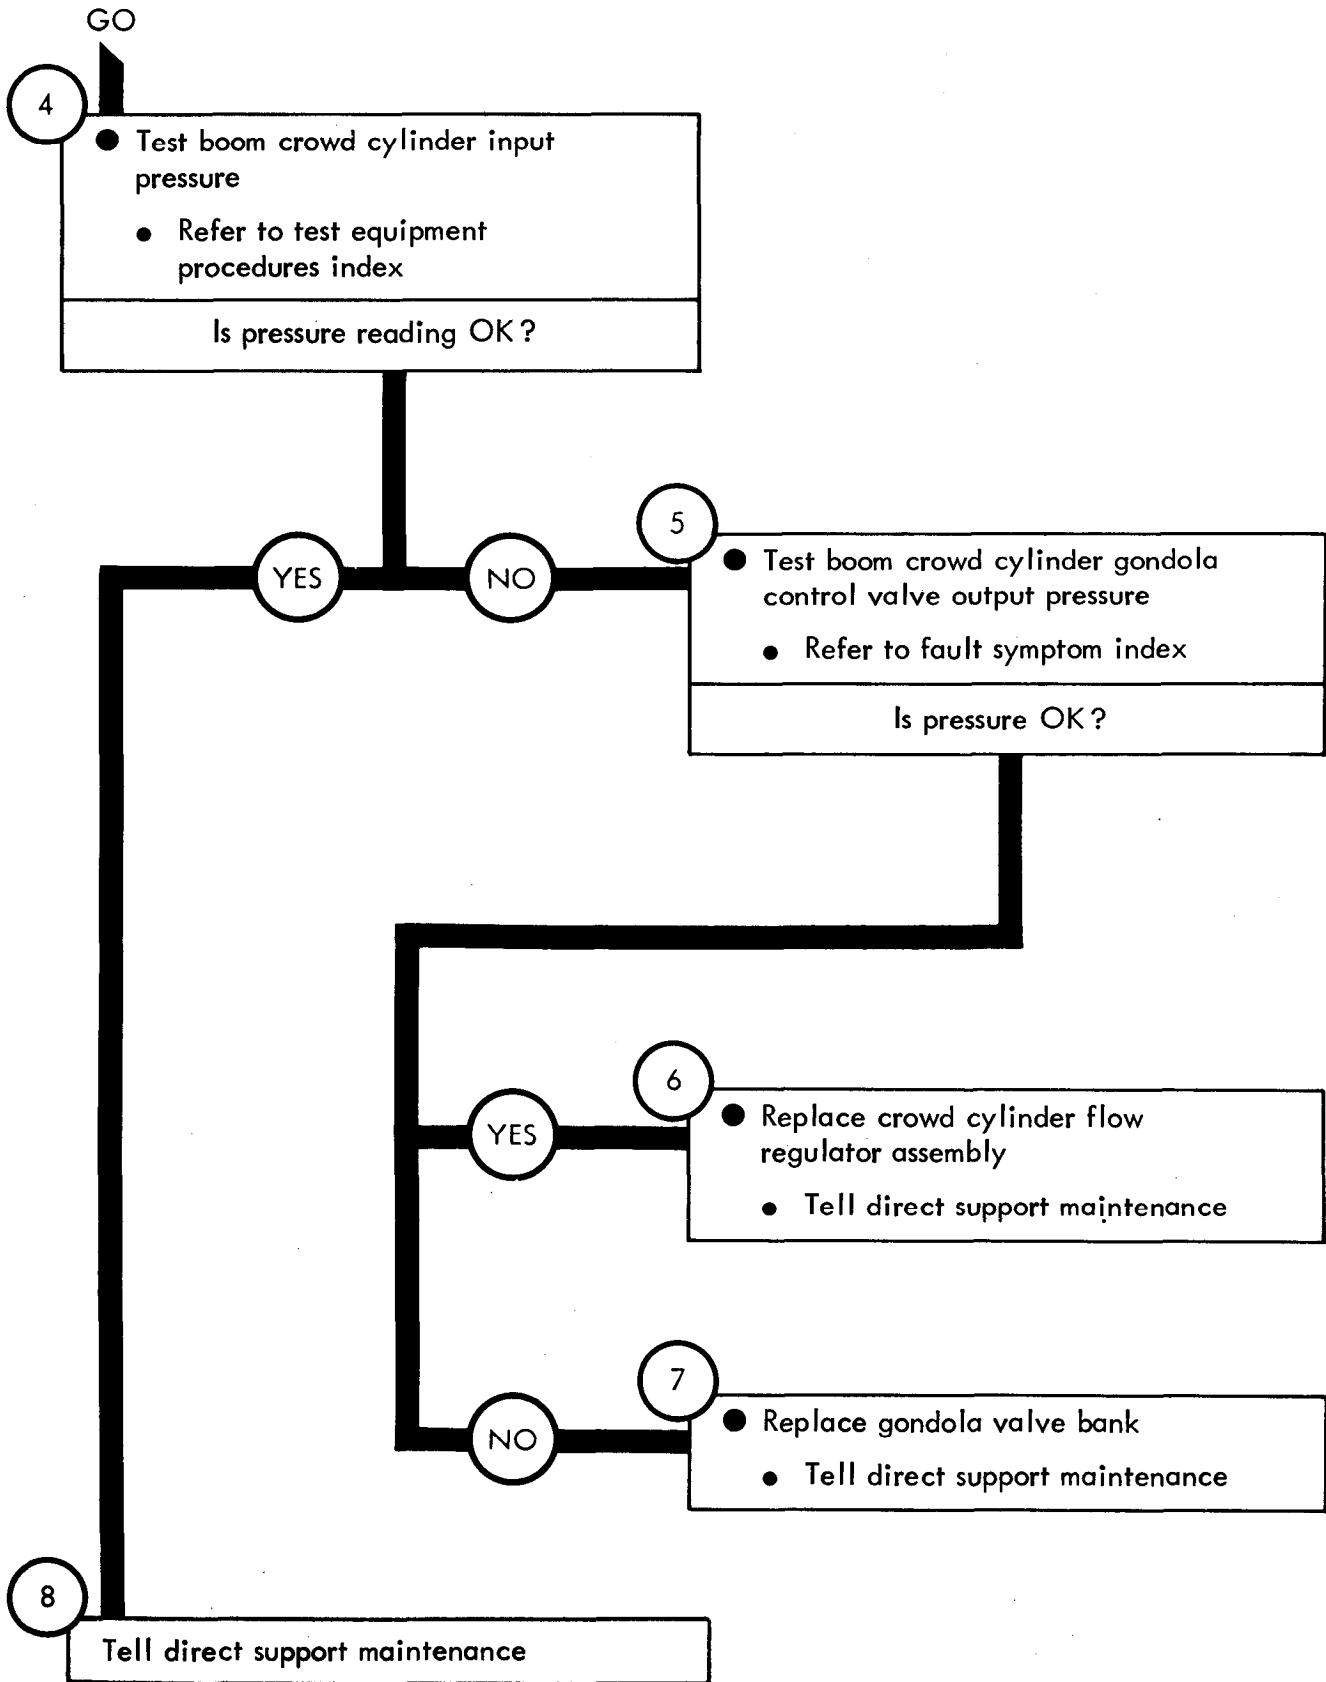 GO
4
● Test boom crowd cylinder input
pressure
● Refer to test equipment
procedures index
Is pressure reading OK?
YES
NO
5
● Test boom crowd cylinder gondola
control valve output pressure
● Refer to fault symptom index
Is pressure OK?
YES
6
● Replace crowd cylinder flow
regulator assembly
● Tell direct support maintenance
NO
7
● Replace gondola valve bank
● Tell direct support maintenance
8
Tell direct support maintenance